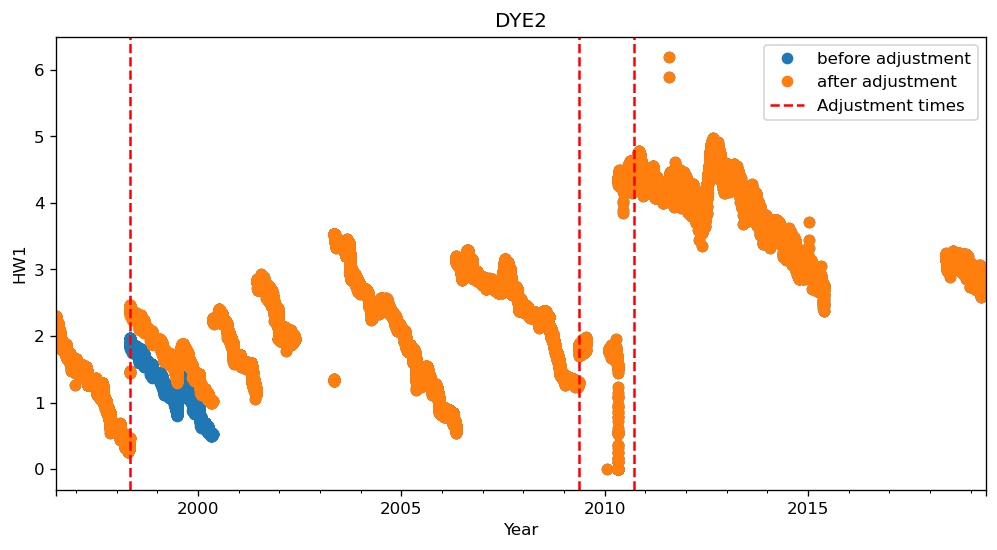 DYE2
before adjustment
after adjustment
Adjustment times
HW1
6
5
4
3
2
1
0
2000
2005
2010
2015
Year